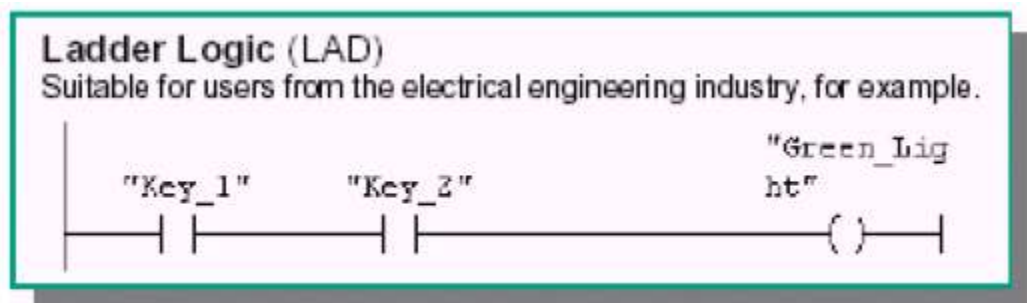 Ladder Logic (LAD)
Suitable for users from the electrical engineering industry, for example.
"Green_Lig
"Key_1" "Key_2" ht"